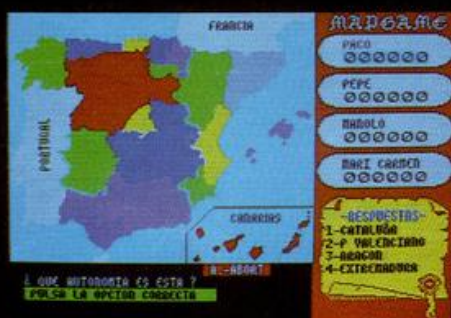 FRANCIA
PORTUGAL
CANARIAS
AL-ABORT
¿ QUE AUTONOMIA ES ESTA ?
PULSA LA OPCION CORRECTA
MAPGAME
PACO
000000
PEPE
000000
MANOLO
000000
MARI CARMEN
000000
-RESPUESTAS-
1-CATALUÑA
2-P VALENCIANO
3-ARAGON
4-EXTREMADURA